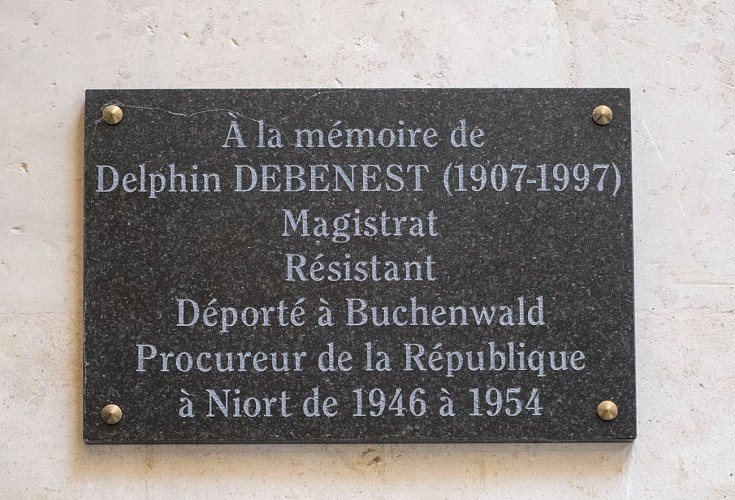 À la mémoire de
Delphin DEBENEST (1907-1997)
Magistrat
Résistant
Déporté à Buchenwald
Procureur de la République
à Niort de 1946 à 1954